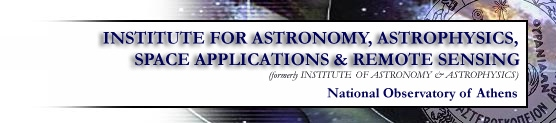 INSTITUTE FOR ASTRONOMY, ASTROPHYSICS,
SPACE APPLICATIONS & REMOTE SENSING
(formerly INSTITUTE OF ASTRONOMY & ASTROPHYSICS)
National Observatory of Athens